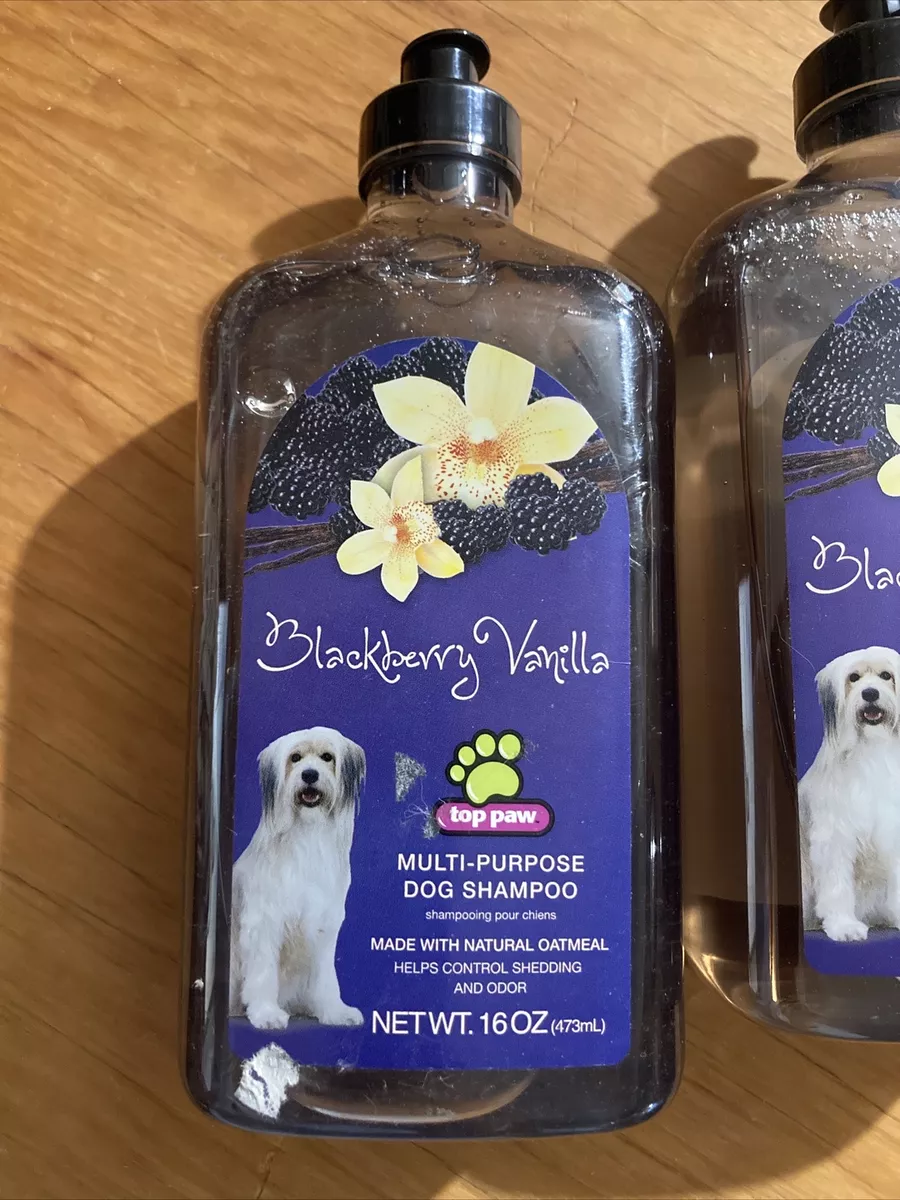 Blackberry Vanilla
top paw
MULTI-PURPOSE
DOG SHAMPOO
shampooing pour chiens
MADE WITH NATURAL OATMEAL
HELPS CONTROL SHEDDING
AND ODOR
NET WT. 16 OZ (473mL)
Blac